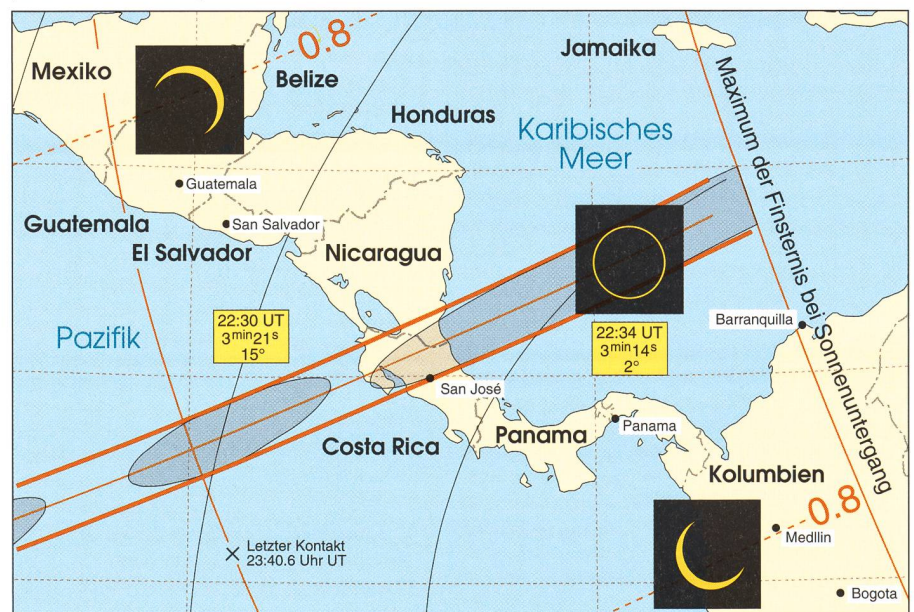 0.8
Jamaika
Mexiko
Belize
Maximum der Finsternis bei Sonnenuntergang
Honduras
Karibisches
Meer
Guatemala
Guatemala
San Salvador
El Salvador
Nicaragua
22:30 UT
3min21s
15°
Pazifik
22:34 UT
3min14s
2°
Barranquilla
San José
Costa Rica
Panama
Panama
Kolumbien
0.8
Letzter Kontakt
23:40.6 Uhr UT
Medllin
Bogota